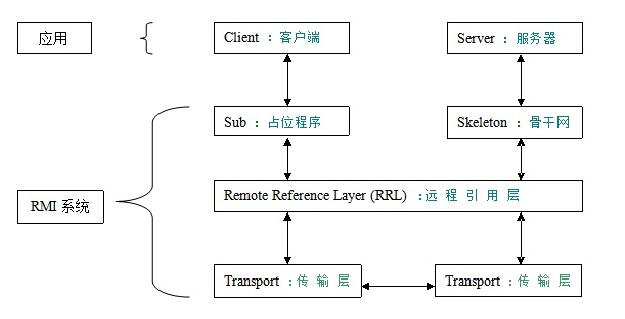 应用
Client ：客户端
Server ：服务器
Sub ：占位程序
Skeleton ：骨干网
RMI 系统
Remote Reference Layer (RRL) ：远 程 引 用 层
Transport ：传 输 层
Transport ：传 输 层